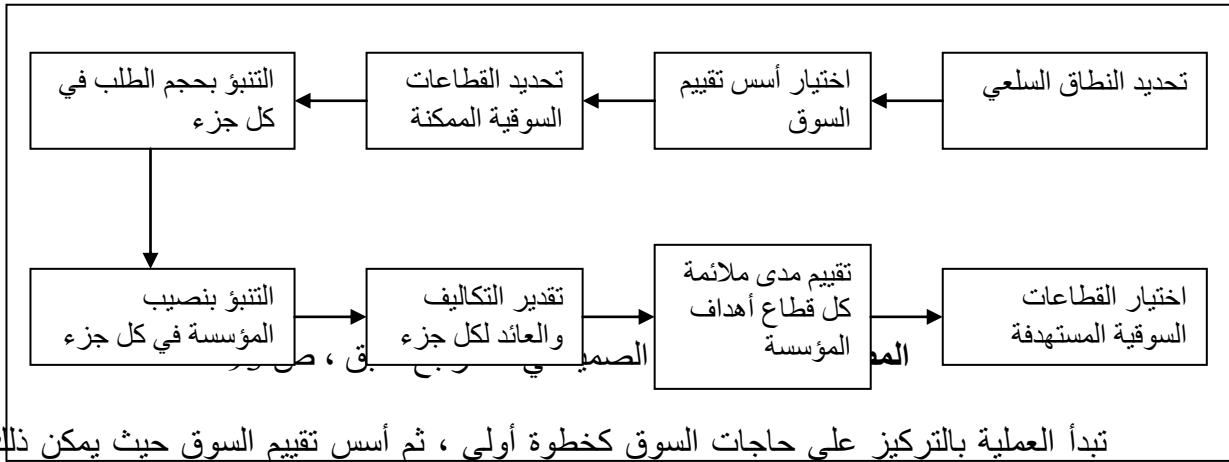 تحديد النطاق السلعي
اختيار أسس تقييم
السوق
تحديد القطاعات
السوقية الممكنة
التنبؤ بحجم الطلب في
كل جزء
التنبؤ بنصيب
المؤسسة في كل جزء
تقدير التكاليف
والعائد لكل جزء
تقييم مدى ملائمة
كل قطاع أهداف
المؤسسة
اختيار القطاعات
السوقية المستهدفة
، ص
تبدأ العملية بالتركيز على حاجات السوق كخطوة أولى ، ثم أسس تقييم السوق حيث يمكن